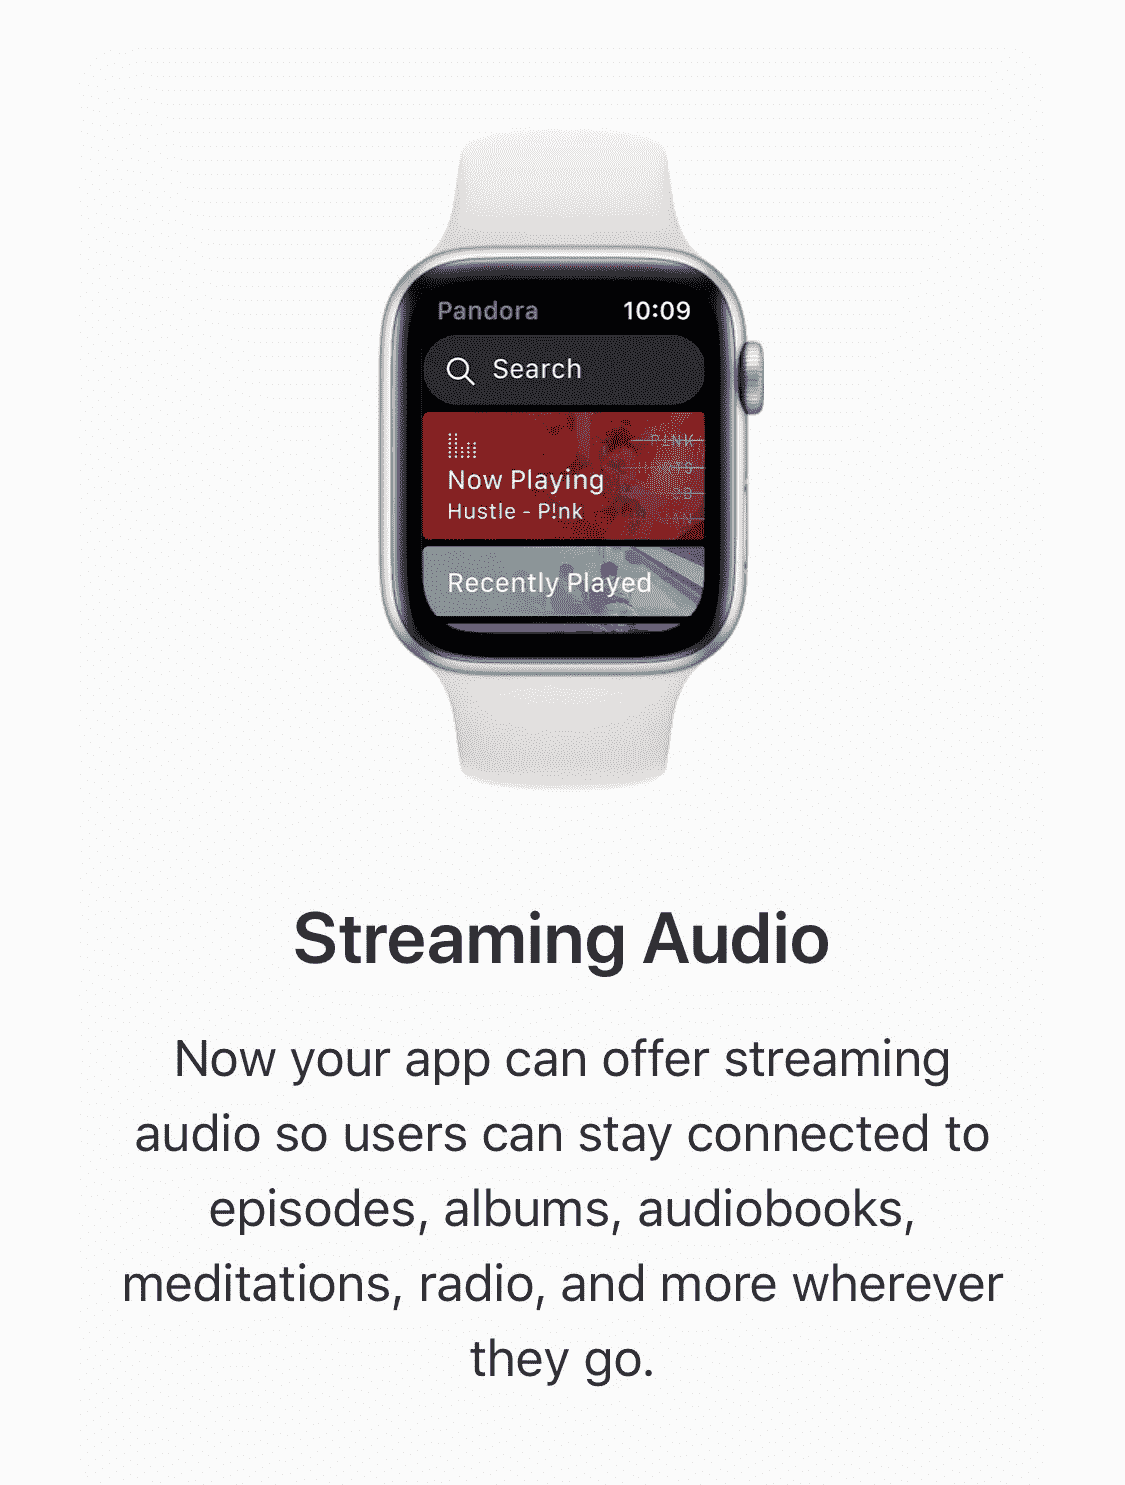 Pandora 10:09
Search
Now Playing
Hustle - P!nk
Recently Played
Streaming Audio
Now your app can offer streaming
audio so users can stay connected to
episodes, albums, audiobooks,
meditations, radio, and more wherever
they go.